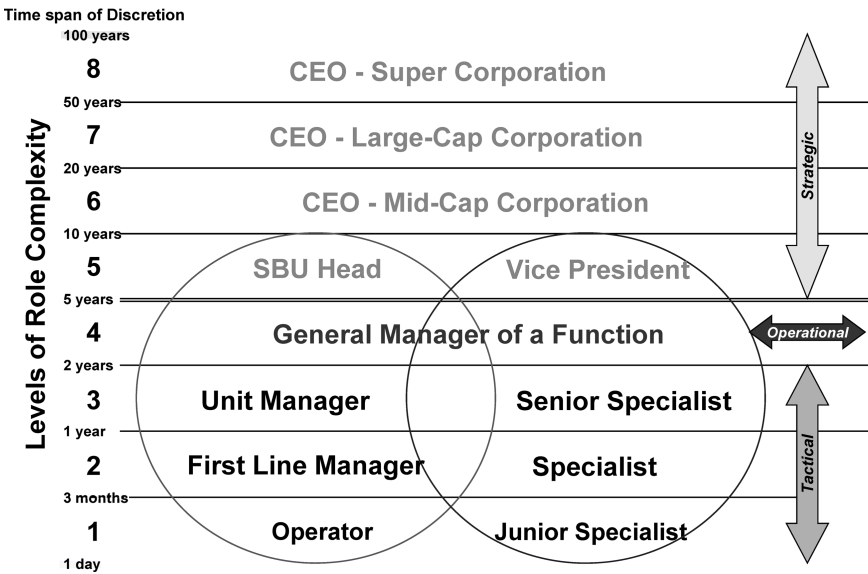 Time span of Discretion
100 years
8
CEO - Super Corporation
50 years
7
CEO - Large-Cap Corporation
20 years
6
CEO - Mid-Cap Corporation
10 years
5
SBU Head
Vice President
5 years
4
General Manager of a Function
2 years
3
Unit Manager
Senior Specialist
1 year
2
First Line Manager
Specialist
3 months
1
Operator
Junior Specialist
1 day
Levels of Role Complexity
Strategic
Operational
Tactical